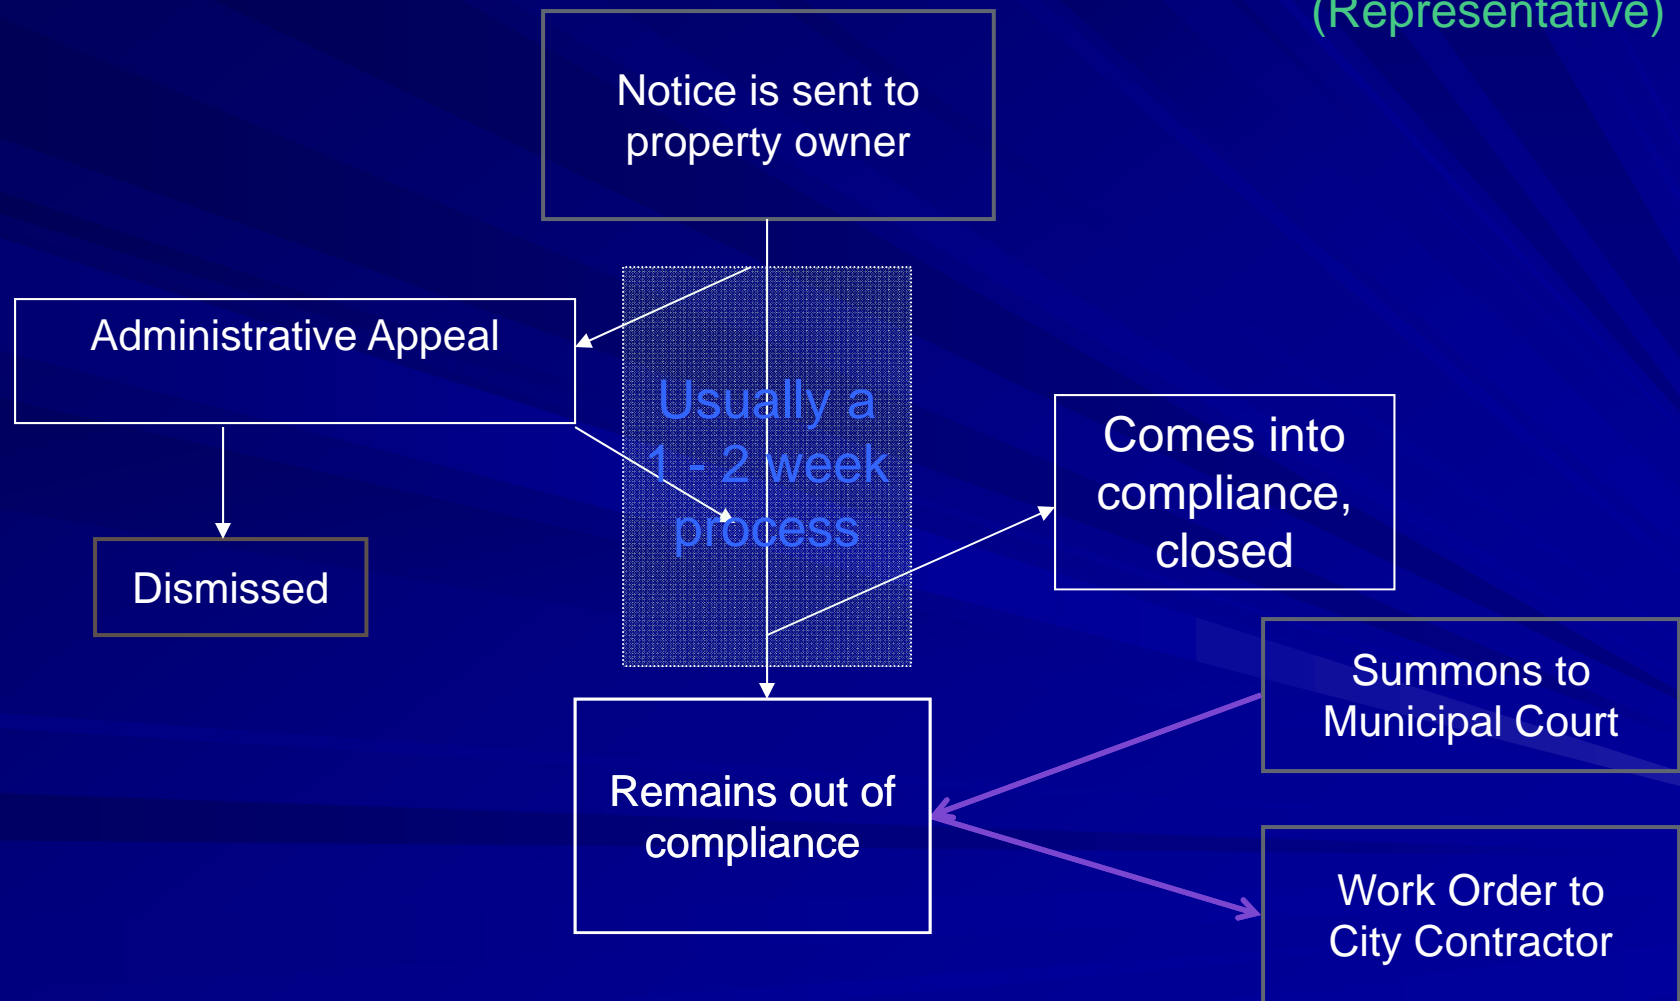 (Representative)
Notice is sent to
property owner
Administrative Appeal
Usually a
1 - 2 week
process
Comes into
compliance,
closed
Dismissed
Summons to
Municipal Court
Remains out of
compliance
Work Order to
City Contractor